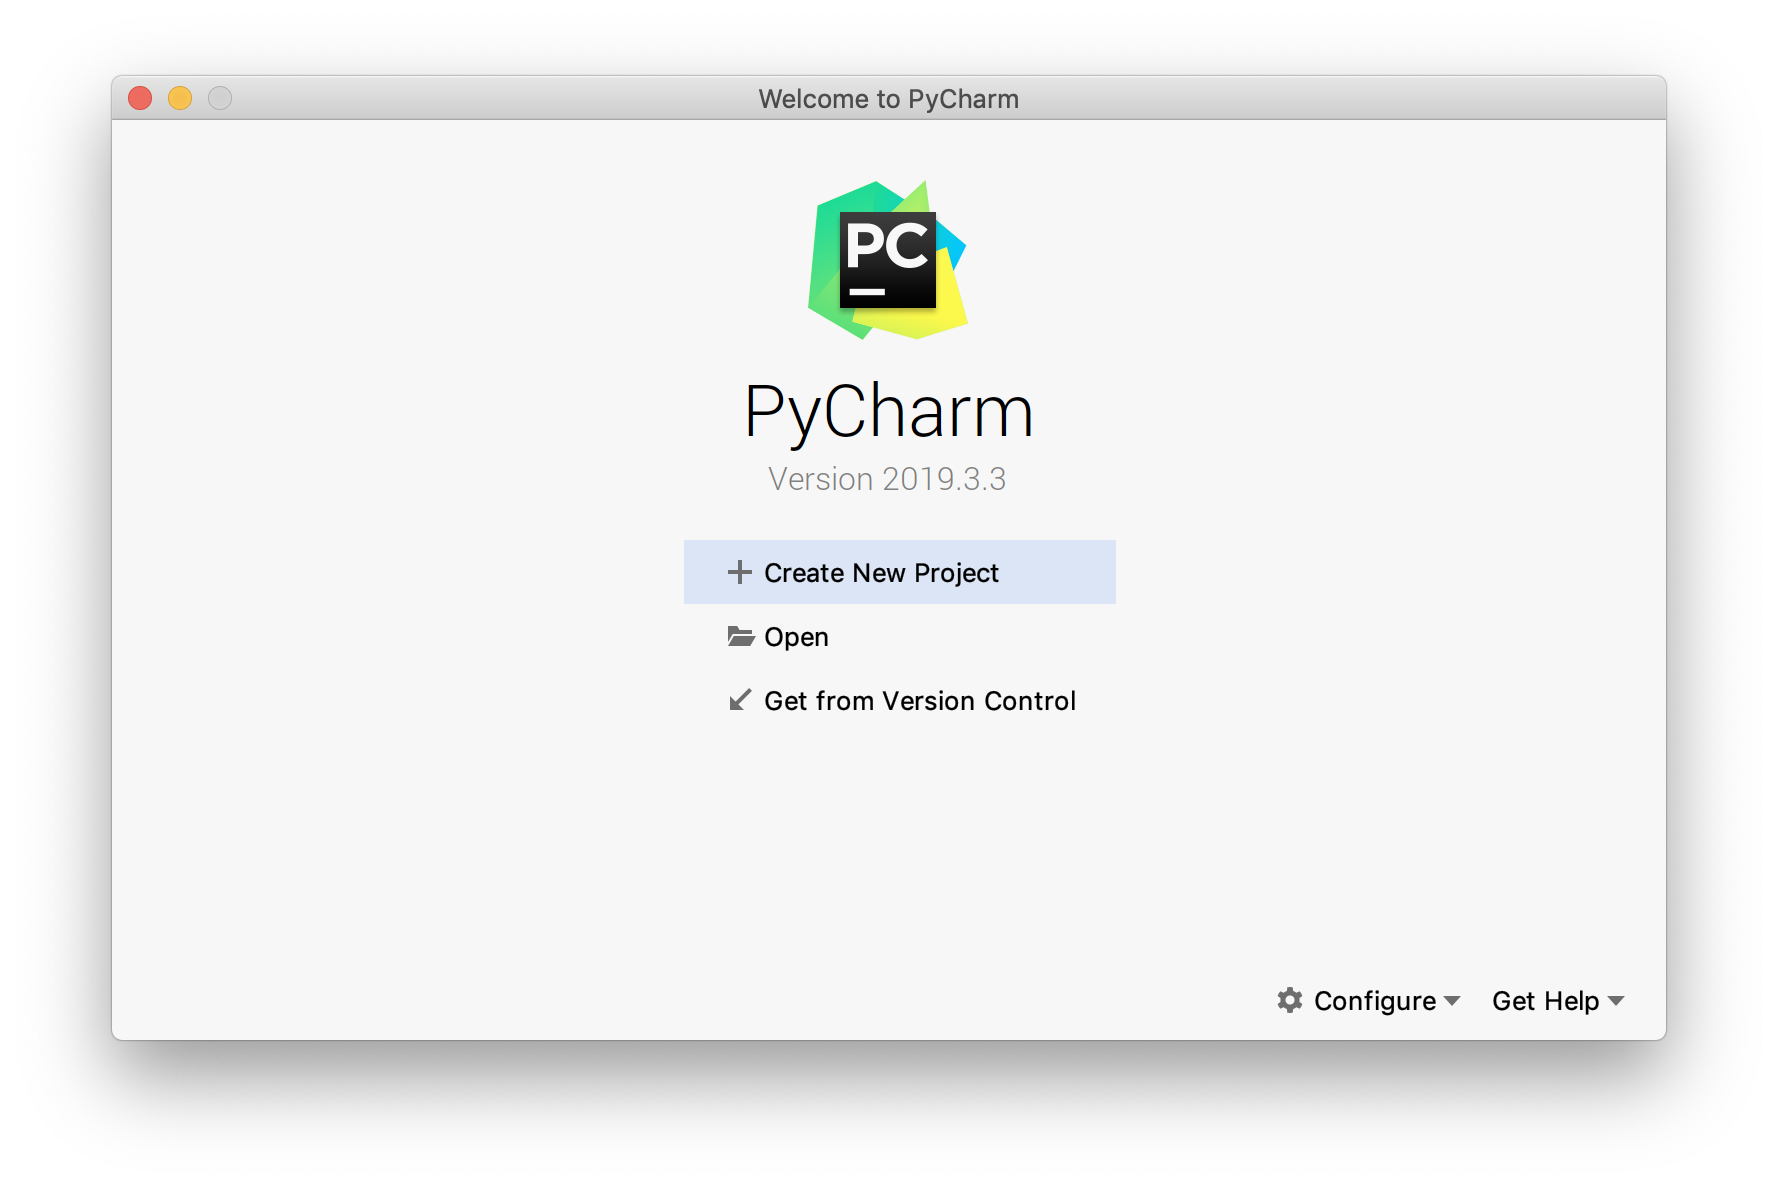 Welcome to PyCharm
PC
PyCharm
Version 2019.3.3
Create New Project
Open
Get from Version Control
Configure Get Help